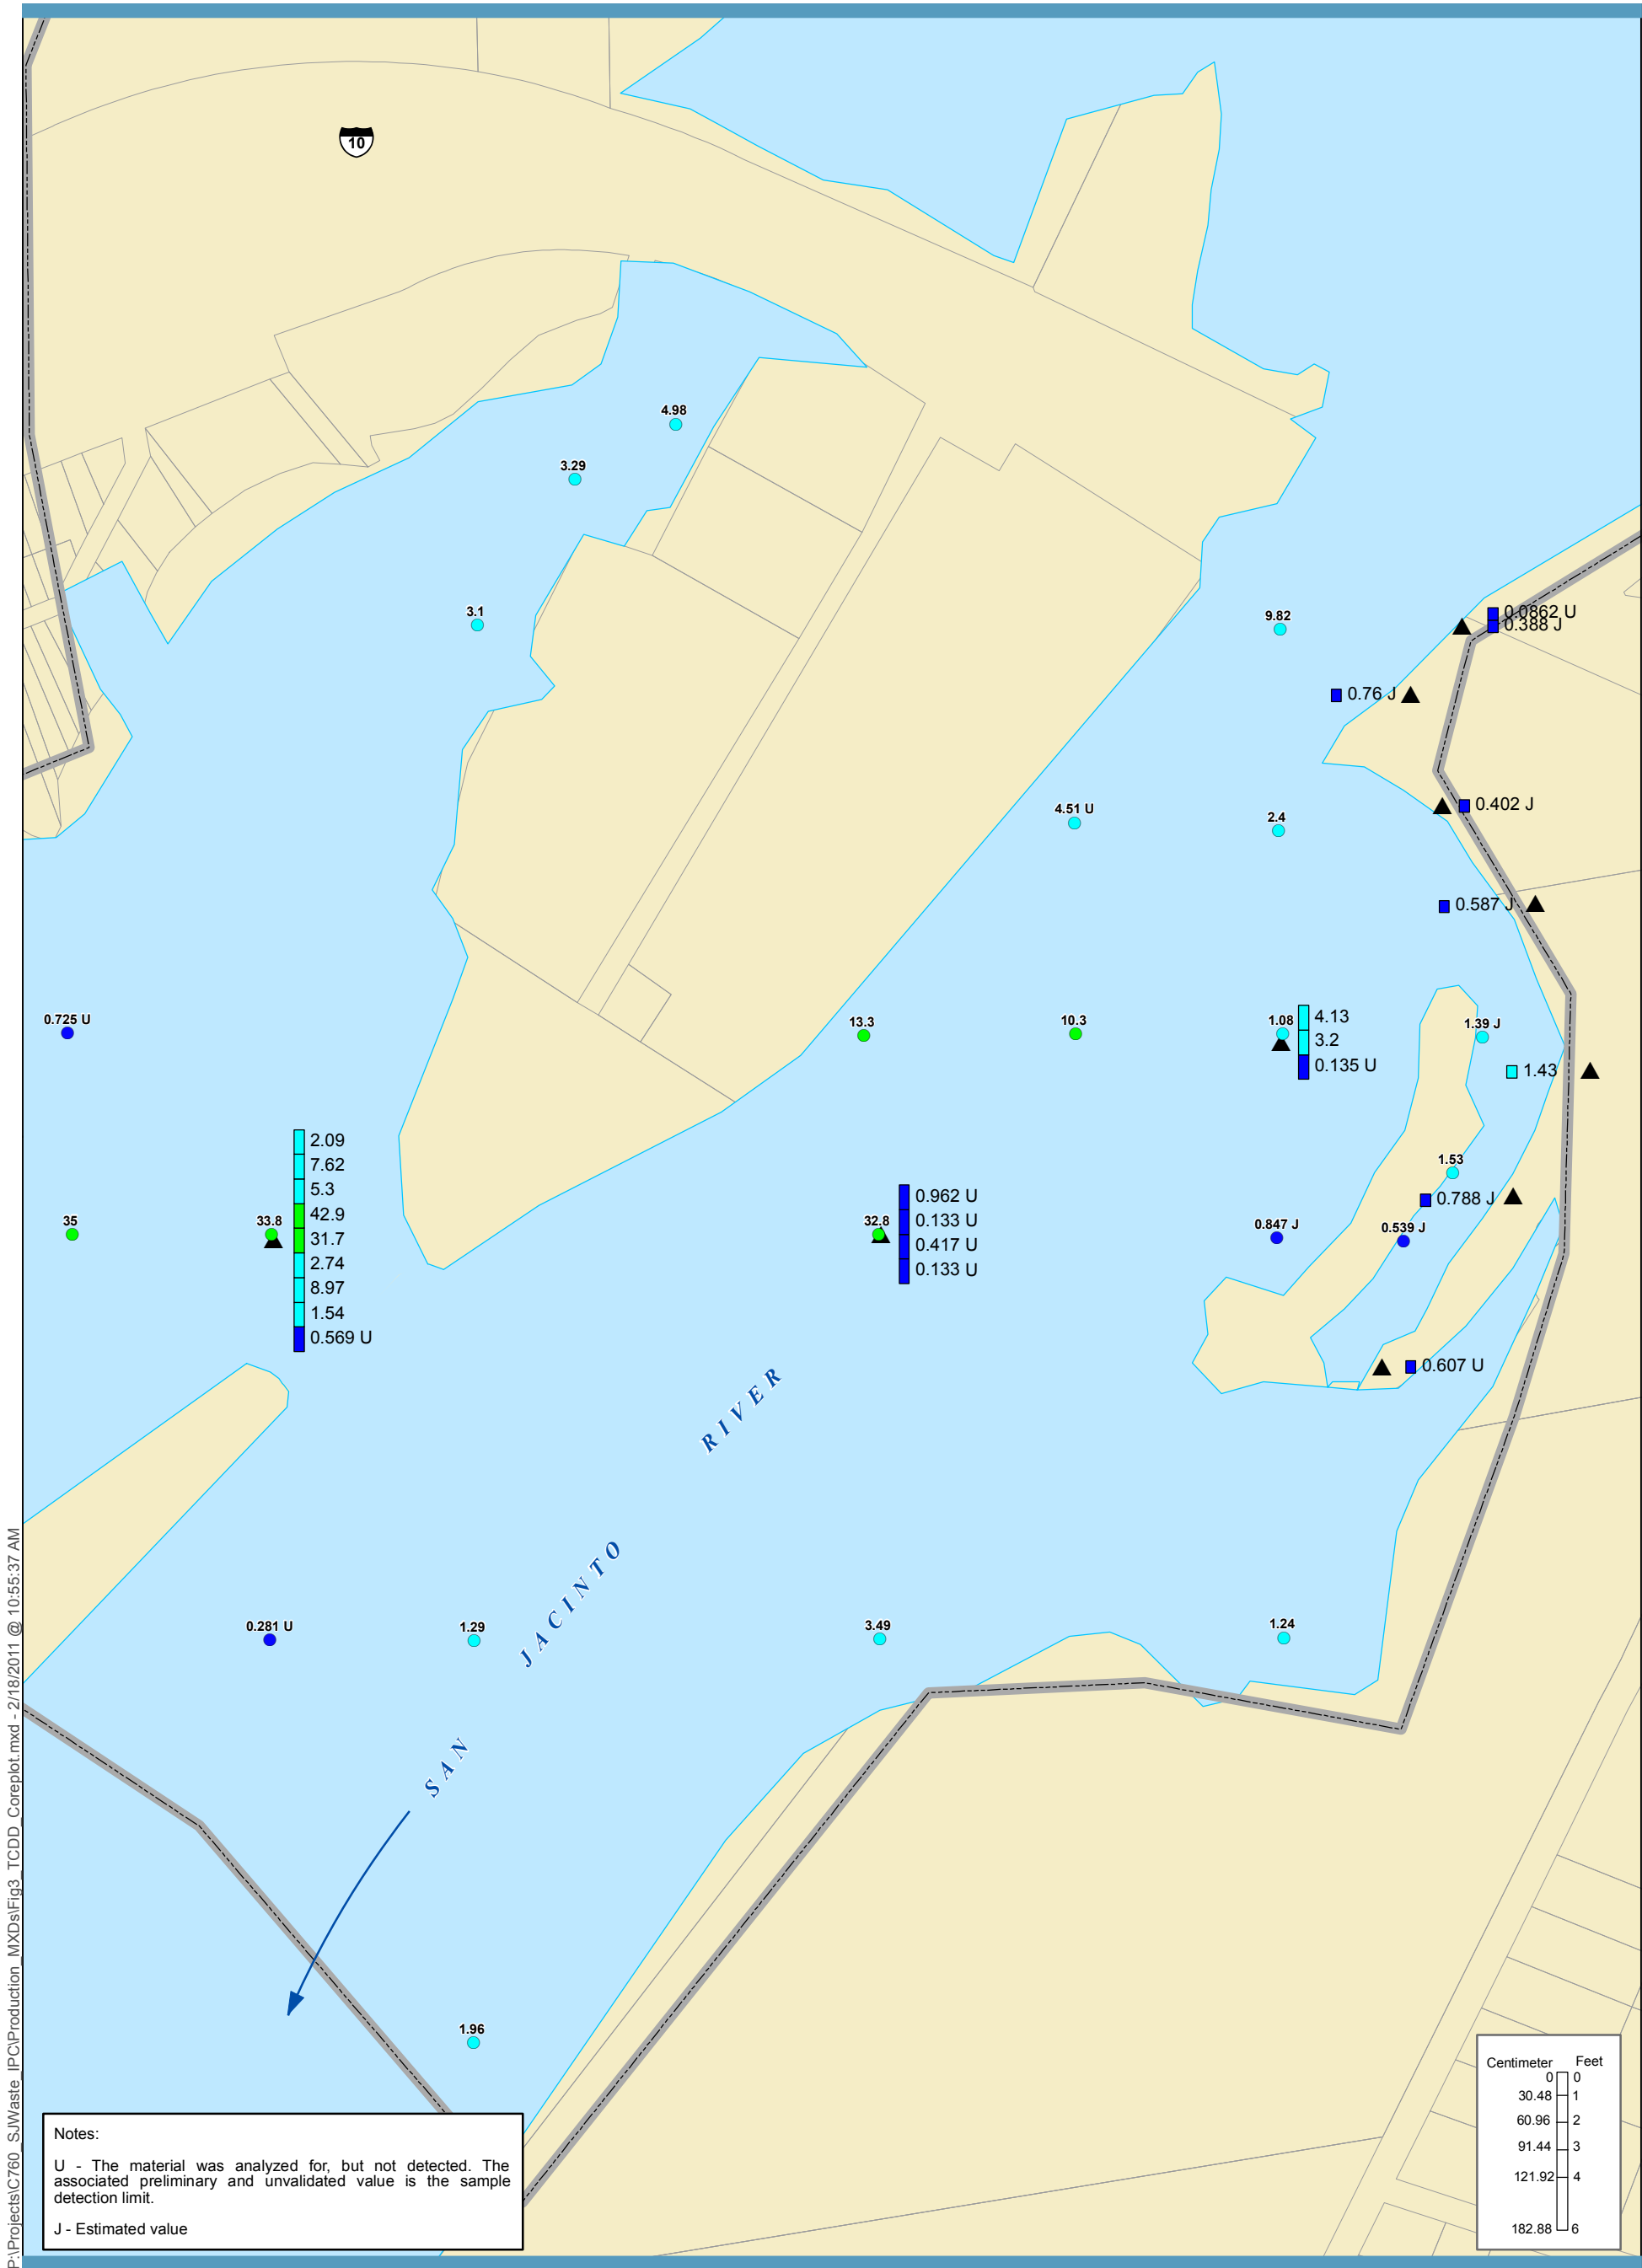 10
4.98
3.29
3.1
9.82
0.0862 U
0.388 J
0.76 J
4.51 U
2.4
0.402 J
0.587 J
0.725 U
13.3
10.3
1.08
4.13
3.2
0.135 U
1.39 J
1.43
2.09
7.62
5.3
42.9
31.7
2.74
8.97
1.54
0.569 U
35
33.8
32.8
0.962 U
0.133 U
0.417 U
0.133 U
1.53
0.788 J
0.847 J
0.539 J
0.607 U
SAN JACINTO RIVER
0.281 U
1.29
3.49
1.24
1.96
Notes:
U - The material was analyzed for, but not detected. The
associated preliminary and unvalidated value is the sample
detection limit.
J - Estimated value
Centimeter Feet
0 0
30.48 1
60.96 2
91.44 3
121.92 4
182.88 6
P:\Projects\C760_SJWaste_IPC\Production_MXDs\Fig3_TCDD_Coreplot.mxd - 2/18/2011 @ 10:55:37 AM